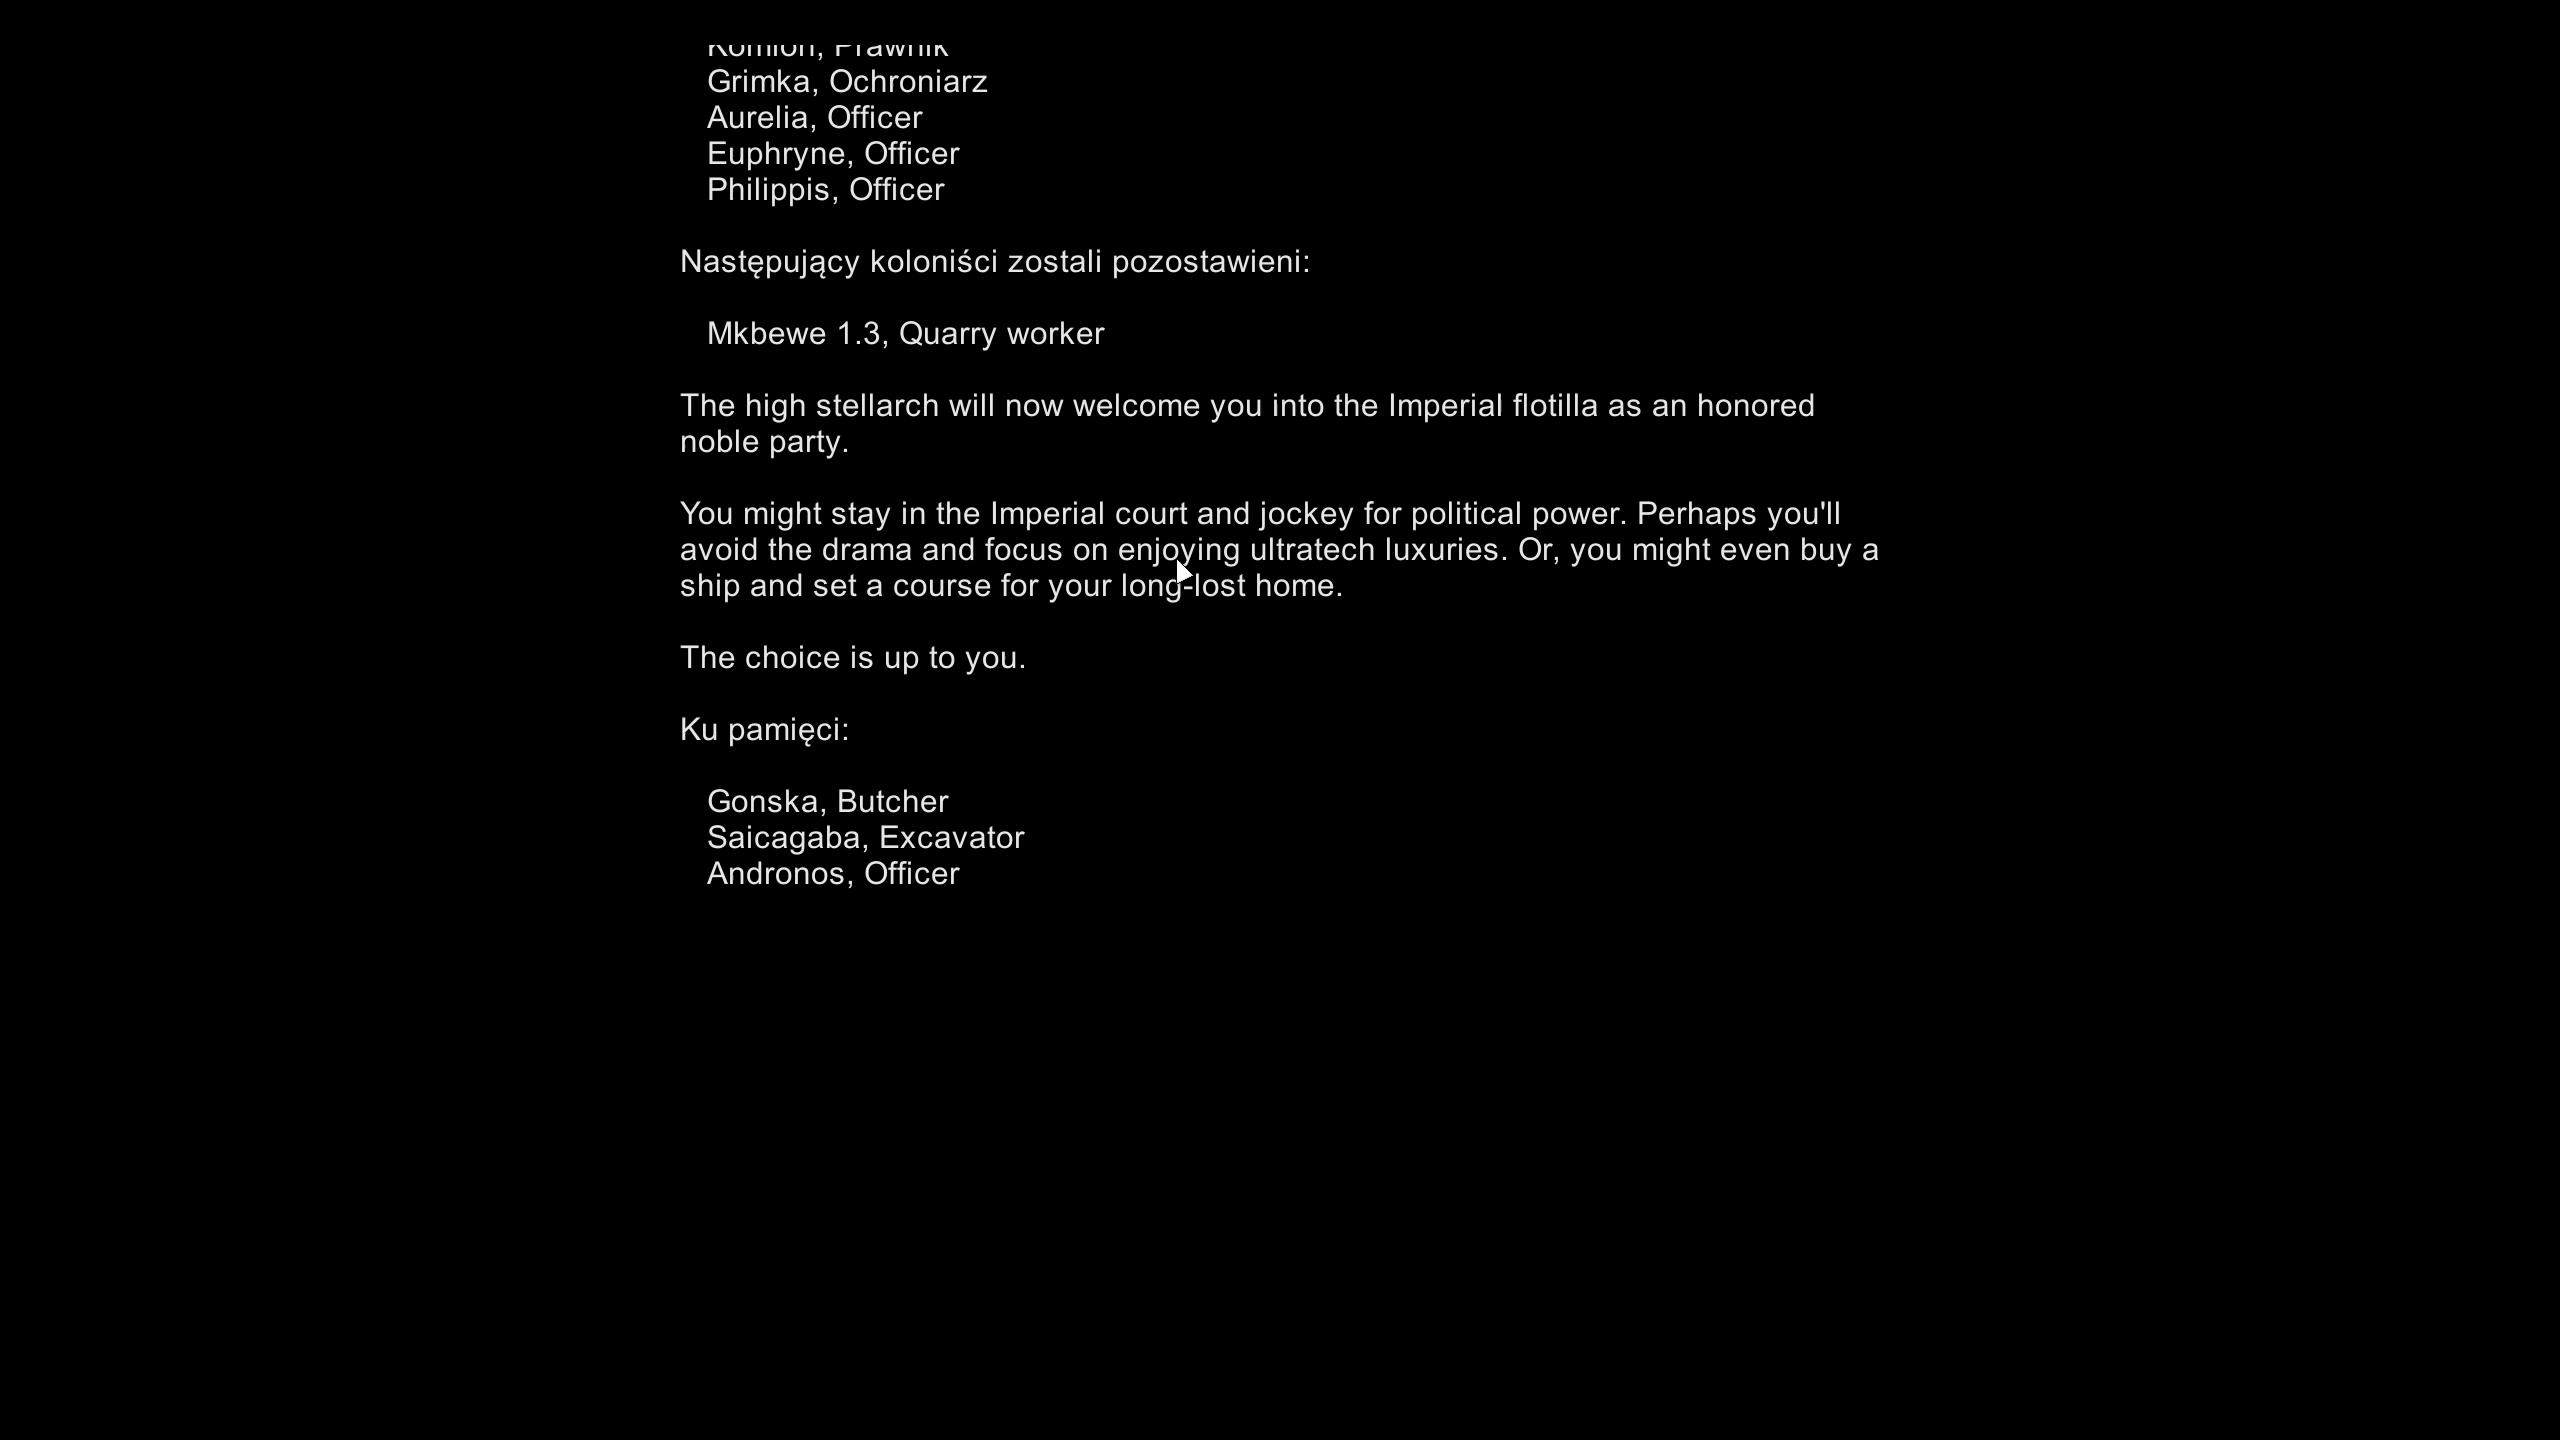 Prawnik
Grimka, Ochroniarz
Aurelia, Officer
Euphryne, Officer
Philippis, Officer
Następujący koloniści zostali pozostawieni:
Mkbewe 1.3, Quarry worker
The high stellarch will now welcome you into the Imperial flotilla as an honored
noble party.
You might stay in the Imperial court and jockey for political power. Perhaps you'll
avoid the drama and focus on enjoying ultratech luxuries. Or, you might even buy a
ship and set a course for your long-lost home.
The choice is up to you.
Ku pamięci:
Gonska, Butcher
Saicagaba, Excavator
Andronos, Officer